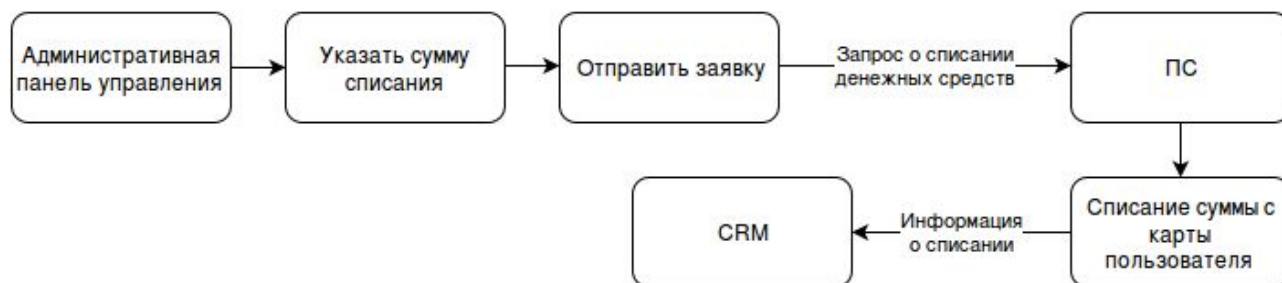 Административная
панель управления
Указать сумму
списания
Отправить заявку
Запрос о списании
денежных средств
ПС
Списание суммы с
карты
пользователя
Информация
о списании
CRM